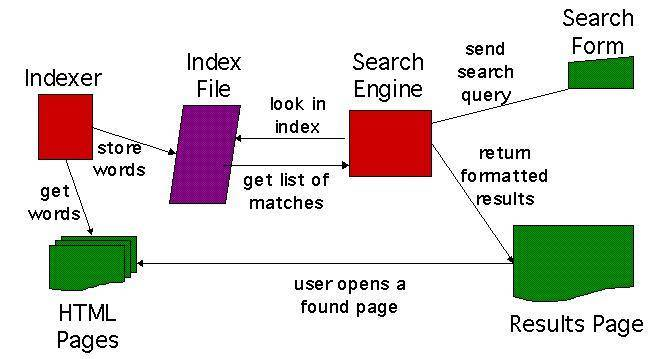 Indexer
Index
File
Search
Engine
Search
Form
send
search
query
look in
index
store
words
get list of
matches
return
formatted
results
get
words
user opens a
found page
HTML
Pages
Results Page